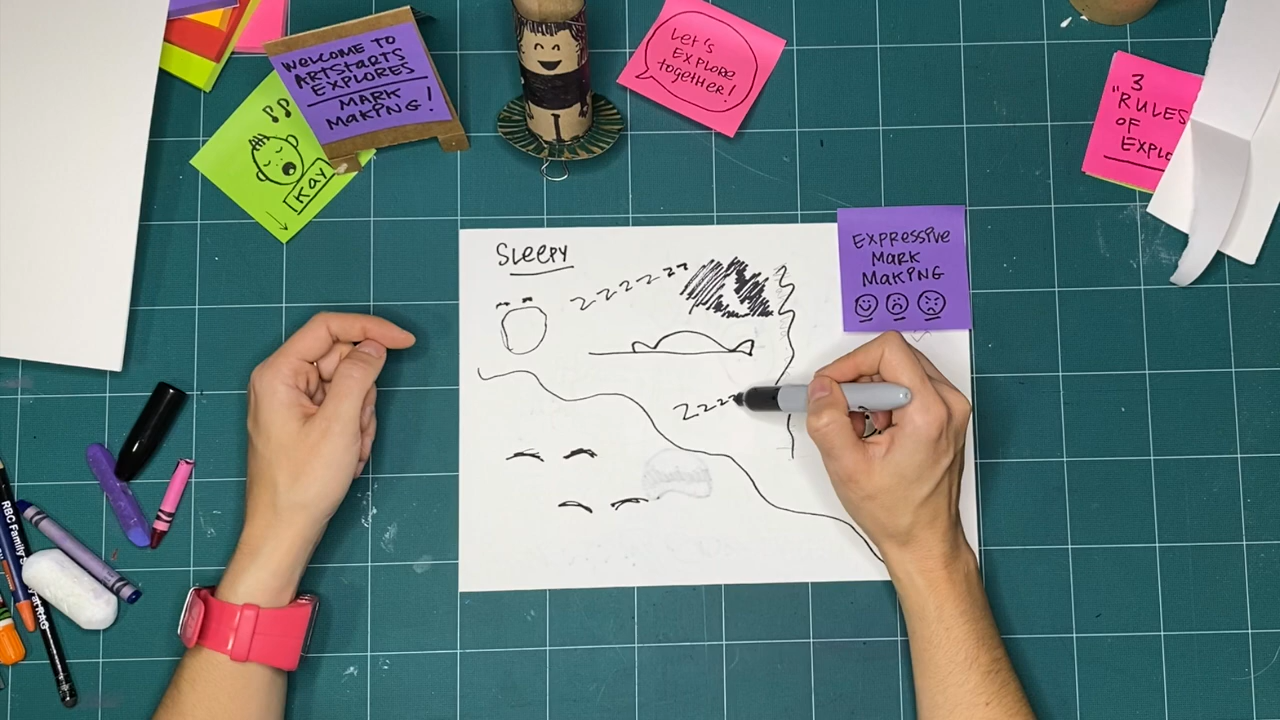 WELCOME TO
ARTSTARTS
EXPLORES
MARK
MAKING!
KAY
Let's
EXPLORE
together!
3
"RULES
OF
EXPLO
EXPRESSIVE
MARK
MAKING
SLEEPY
ZZZZZZZ
ZZZZ
RBC Family